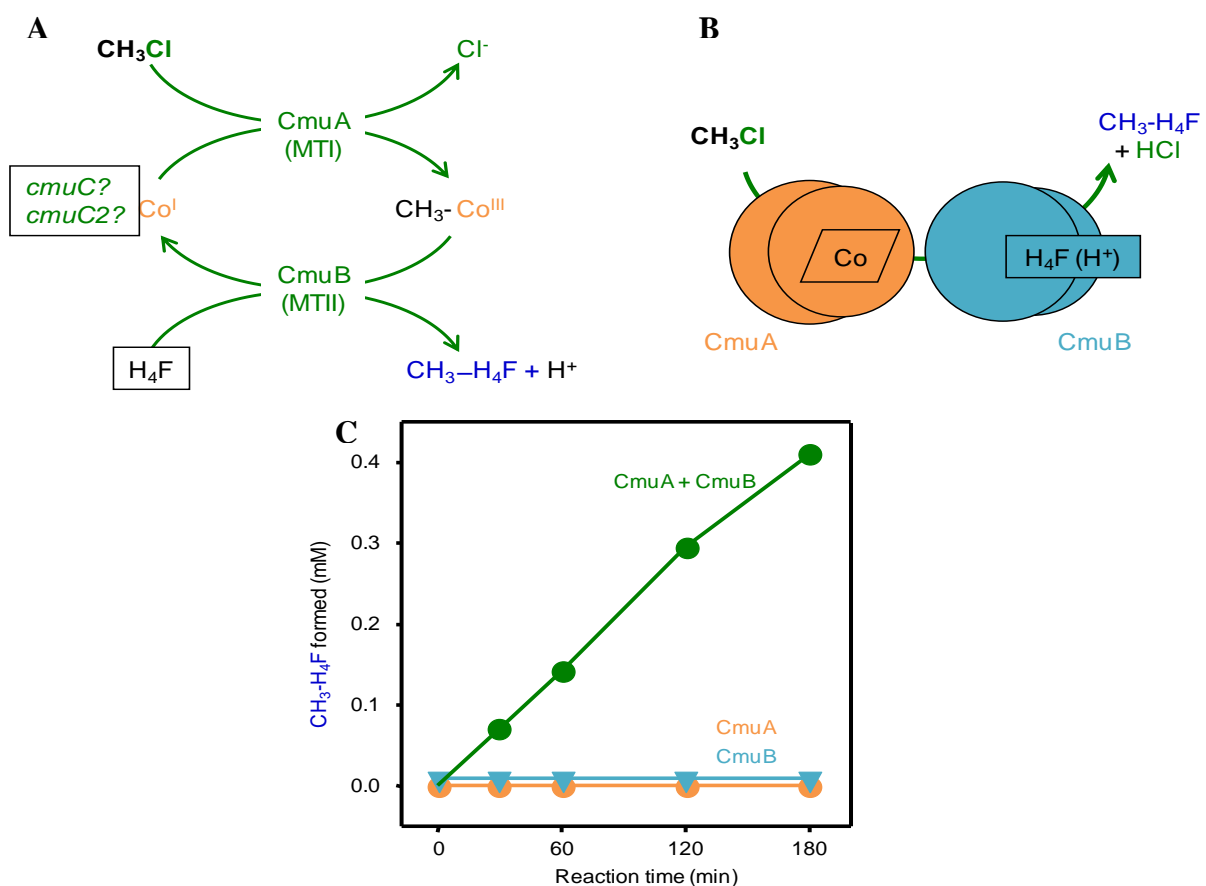 A
CH₃Cl
Cl⁻
CmuA
(MTI)
cmuC?
cmuC2?
Coᴵ
CH₃- Coᴵᴵᴵ
CmuB
(MTII)
H₄F
CH₃–H₄F + H⁺
B
CH₃Cl
CH₃-H₄F
+ HCl
Co
H₄F (H⁺)
CmuA
CmuB
C
CH₃-H₄F formed (mM)
0.4
0.3
0.2
0.1
0.0
CmuA + CmuB
CmuA
CmuB
0 60 120 180
Reaction time (min)